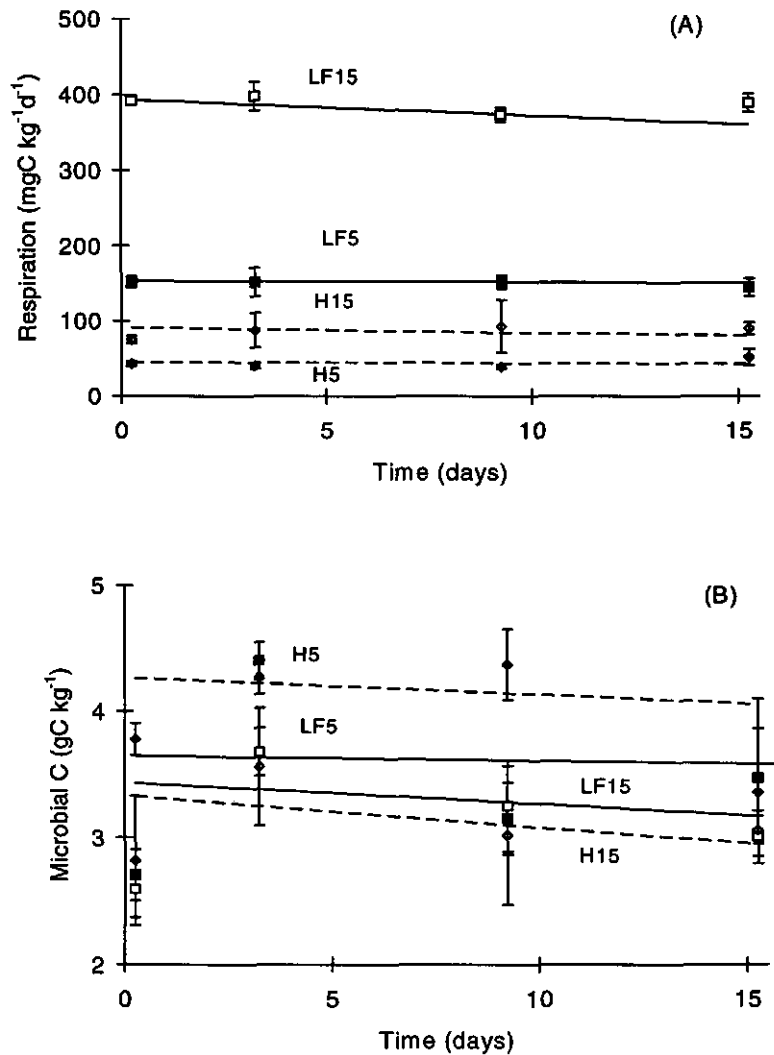 (A)
500
400
300
200
100
0
LF15
LF5
H15
H5
Respiration (mgC kg⁻¹d⁻¹)
0 5 10 15
Time (days)
(B)
5
4
3
2
H5
LF5
LF15
H15
Microbial C (gC kg⁻¹)
0 5 10 15
Time (days)